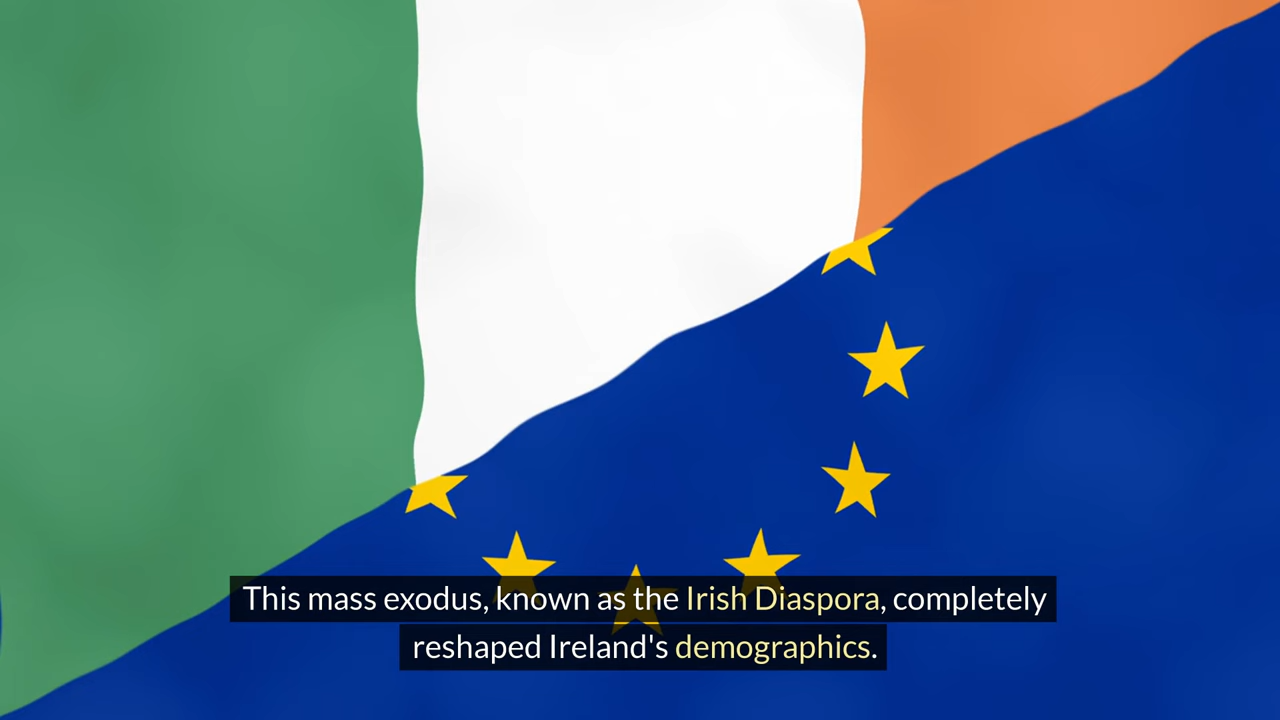 This mass exodus, known as the Irish Diaspora, completely
reshaped Ireland's demographics.